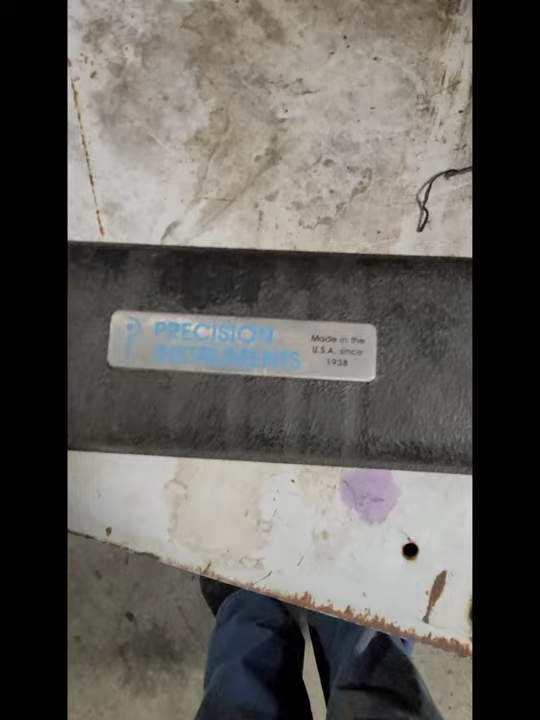 PRECISION
INSTRUMENTS
Made in the
U.S.A. since
1938